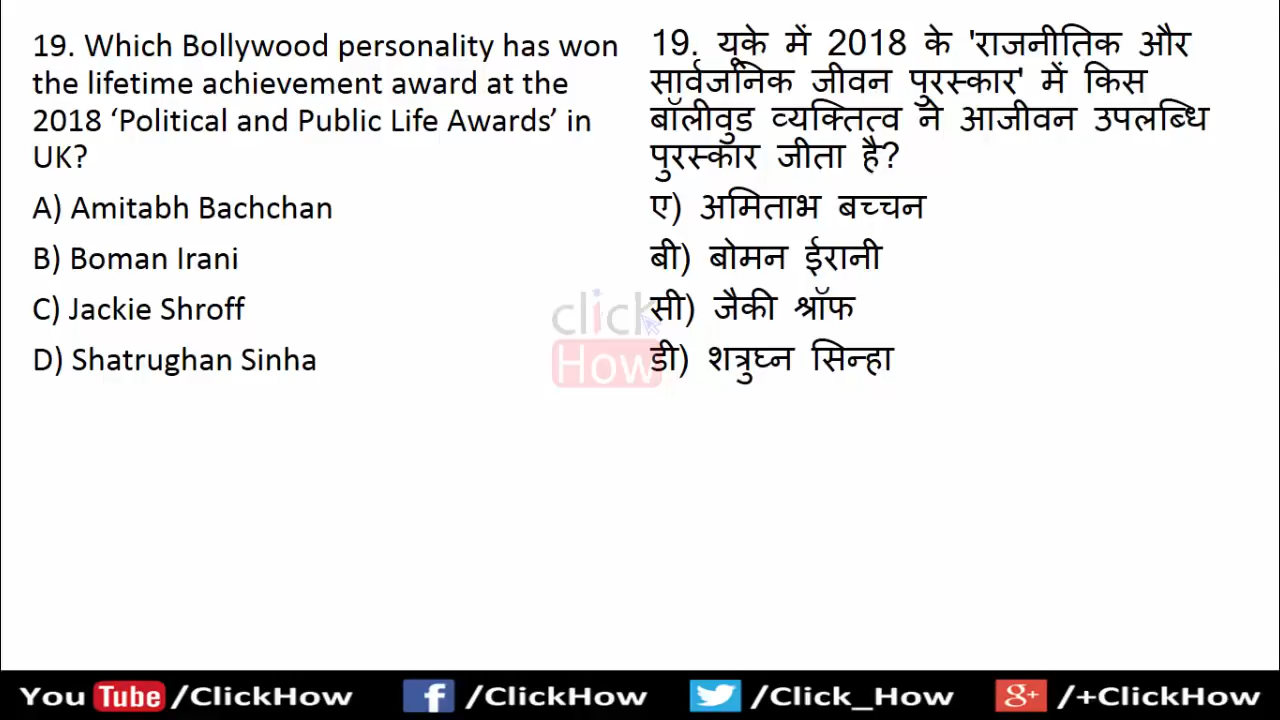 19. Which Bollywood personality has won
the lifetime achievement award at the
2018 ‘Political and Public Life Awards’ in
UK?
A) Amitabh Bachchan
B) Boman Irani
C) Jackie Shroff
D) Shatrughan Sinha
19. यूके में 2018 के 'राजनीतिक और
सार्वजनिक जीवन पुरस्कार' में किस
बॉलीवुड व्यक्तित्व ने आजीवन उपलब्धि
पुरस्कार जीता है?
ए) अमिताभ बच्चन
बी) बोमन ईरानी
सी) जैकी श्रॉफ
डी) शत्रुघ्न सिन्हा
click
How
You Tube /ClickHow f /ClickHow /Click_How g+ /+ClickHow